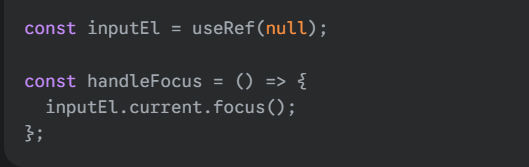 const inputEl = useRef(null);

const handleFocus = () => {
  inputEl.current.focus();
};